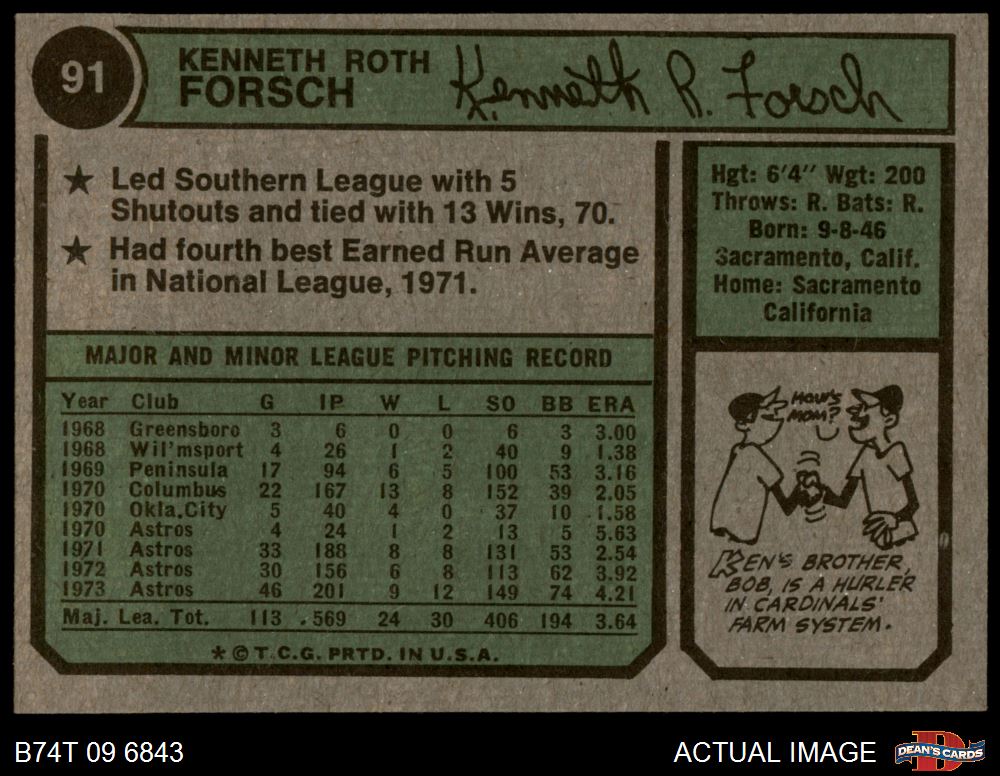 91
KENNETH ROTH
FORSCH
Kenneth R. Forsch
★ Led Southern League with 5
Shutouts and tied with 13 Wins, 70.
★ Had fourth best Earned Run Average
in National League, 1971.
Hgt: 6'4" Wgt: 200
Throws: R. Bats: R.
Born: 9-8-46
Sacramento, Calif.
Home: Sacramento
California
MAJOR AND MINOR LEAGUE PITCHING RECORD
Year Club G IP W L SO BB ERA
1968 Greensboro 3 6 0 0 6 3 3.00
1968 Wil'msport 4 26 1 2 40 9 1.38
1969 Peninsula 17 94 6 5 100 53 3.16
1970 Columbus 22 167 13 8 152 39 2.05
1970 Okla.City 5 40 4 0 37 10 1.58
1970 Astros 4 24 1 2 13 5 5.63
1971 Astros 33 188 8 8 131 53 2.54
1972 Astros 30 156 6 8 113 62 3.92
1973 Astros 46 201 9 12 149 74 4.21
Maj. Lea. Tot. 113 569 24 30 406 194 3.64
* © T.C.G. PRTD. IN U.S.A.
HOW'S
MOM?
KEN'S BROTHER,
BOB, IS A HURLER
IN CARDINALS'
FARM SYSTEM.
B74T 09 6843
ACTUAL IMAGE
D
DEAN'S CARDS